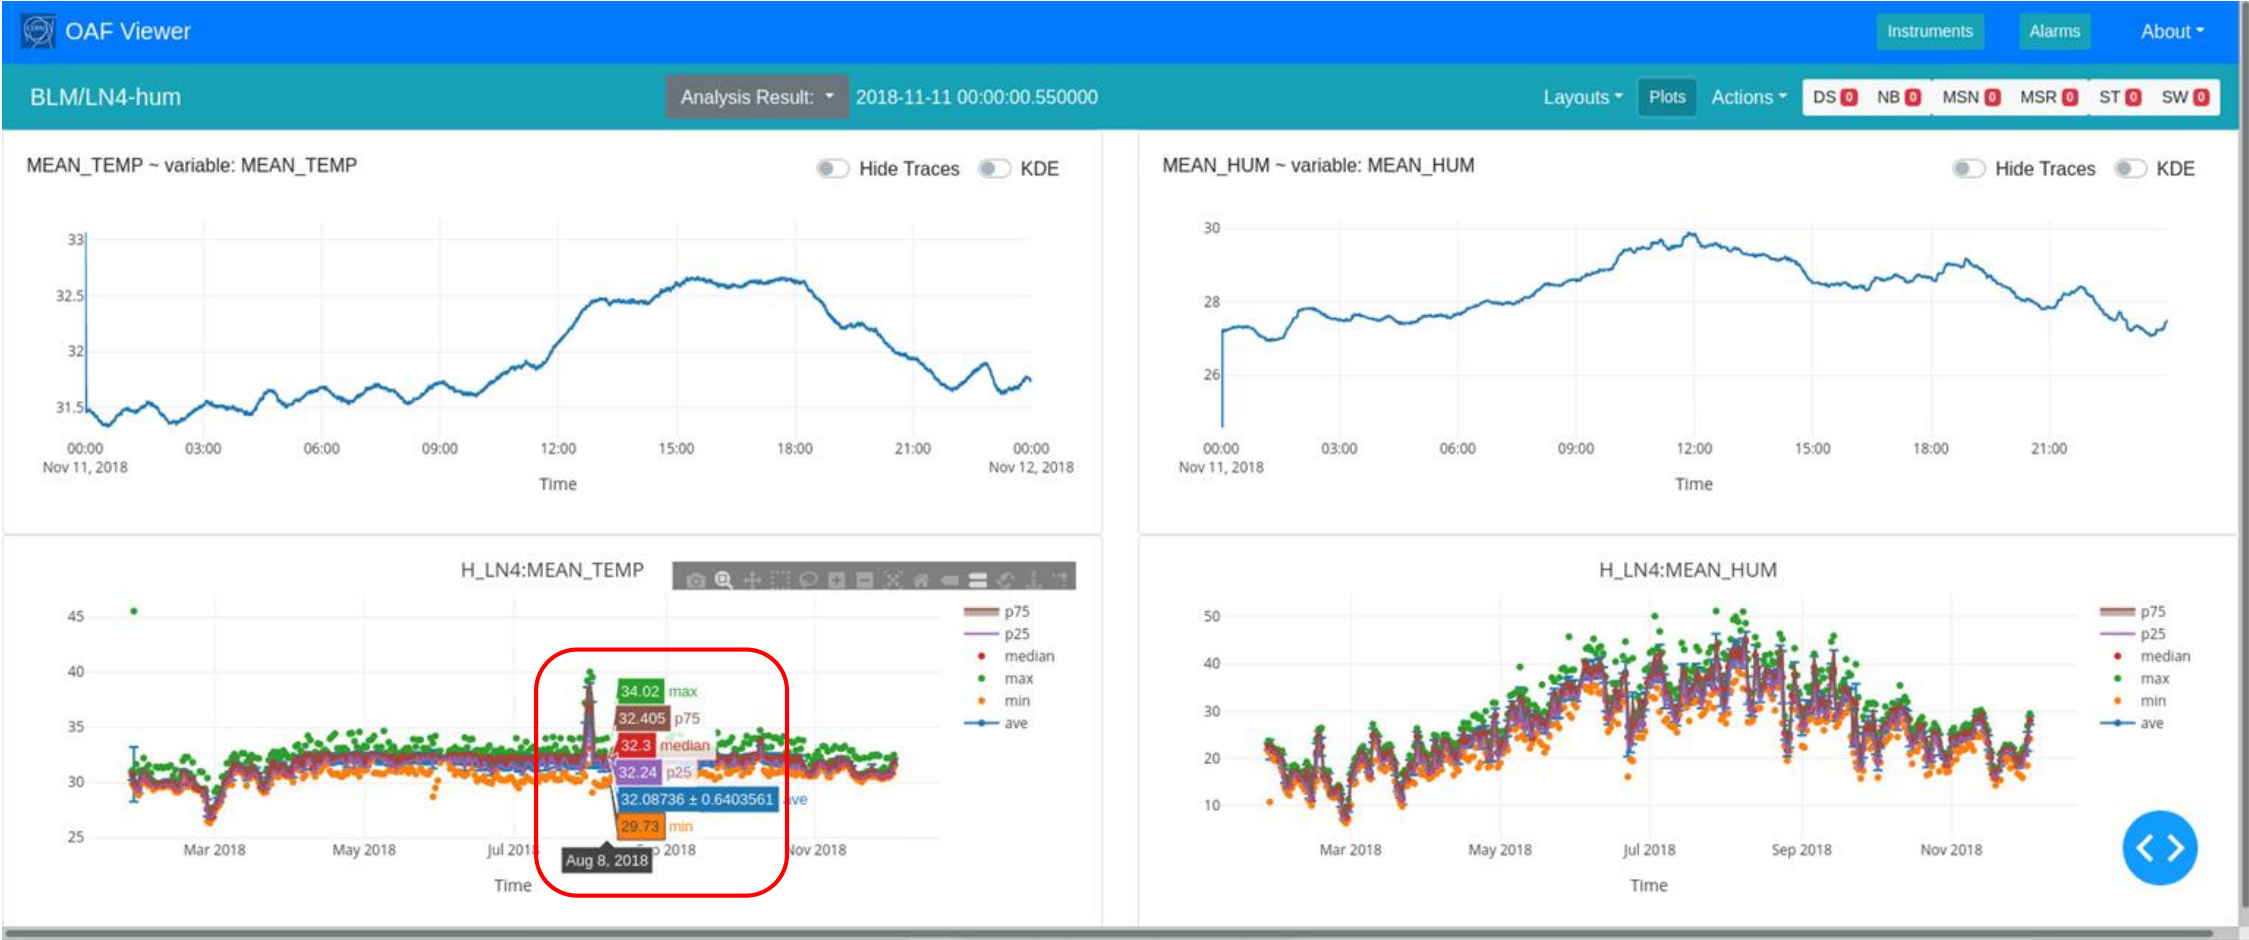 OAF Viewer
Instruments
Alarms
About
BLM/LN4-hum
Analysis Result:
2018-11-11 00:00:00.550000
Layouts
Plots
Actions
DS 0
NB 0
MSN 0
MSR 0
ST 0
SW 0
MEAN_TEMP ~ variable: MEAN_TEMP
Hide Traces
KDE
33
32.5
32
31.5
00:00 03:00 06:00 09:00 12:00 15:00 18:00 21:00 00:00
Nov 11, 2018 Nov 12, 2018
Time
MEAN_HUM ~ variable: MEAN_HUM
Hide Traces
KDE
30
28
26
00:00 03:00 06:00 09:00 12:00 15:00 18:00 21:00
Nov 11, 2018
Time
H_LN4:MEAN_TEMP
45
40
35
30
25
34.02 max
32.405 p75
32.3 median
32.24 p25
32.08736 ± 0.6403561 ave
29.73 min
Mar 2018 May 2018 Jul 2018 2018 Nov 2018
Aug 8, 2018
Time
p75
p25
median
max
min
ave
H_LN4:MEAN_HUM
50
40
30
20
10
Mar 2018 May 2018 Jul 2018 Sep 2018 Nov 2018
Time
p75
p25
median
max
min
ave